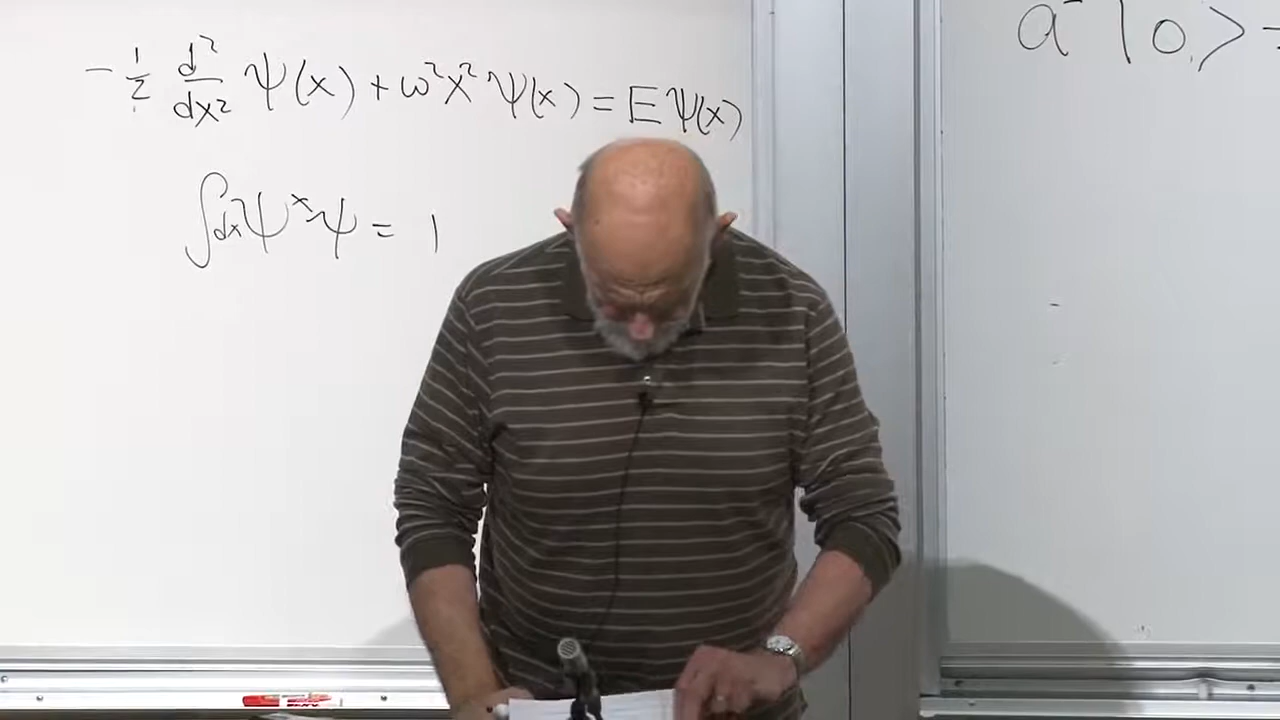 -½ d²/dx² Ψ(x) + ω²x² Ψ(x) = E Ψ(x)
∫dx Ψ*Ψ = 1
a⁻|0>